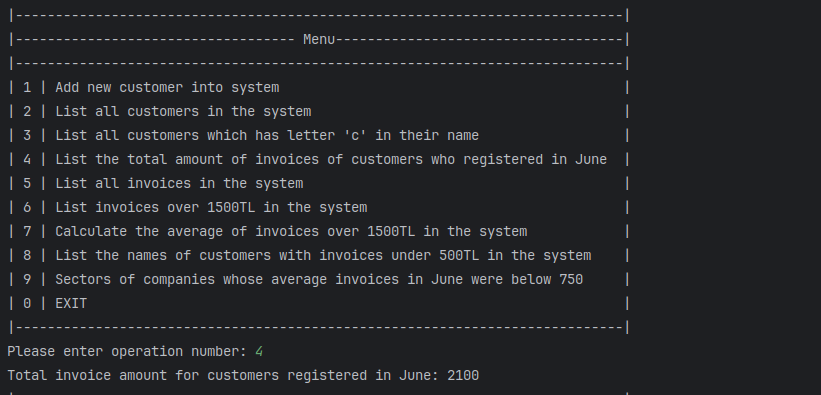 |----------------------------------------------------------------------------|
|----------------------------------- Menu------------------------------------|
|----------------------------------------------------------------------------|
| 1 | Add new customer into system                                           |
| 2 | List all customers in the system                                       |
| 3 | List all customers which has letter 'c' in their name                  |
| 4 | List the total amount of invoices of customers who registered in June  |
| 5 | List all invoices in the system                                        |
| 6 | List invoices over 1500TL in the system                                |
| 7 | Calculate the average of invoices over 1500TL in the system            |
| 8 | List the names of customers with invoices under 500TL in the system    |
| 9 | Sectors of companies whose average invoices in June were below 750     |
| 0 | EXIT                                                                   |
|----------------------------------------------------------------------------|
Please enter operation number: 4
Total invoice amount for customers registered in June: 2100